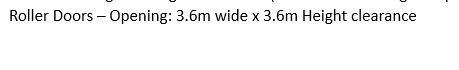 Roller Doors – Opening: 3.6m wide x 3.6m Height clearance